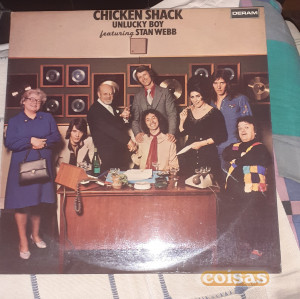 CHICKEN SHACK
DERAM
UNLUCKY BOY
featuring STAN WEBB
coisas